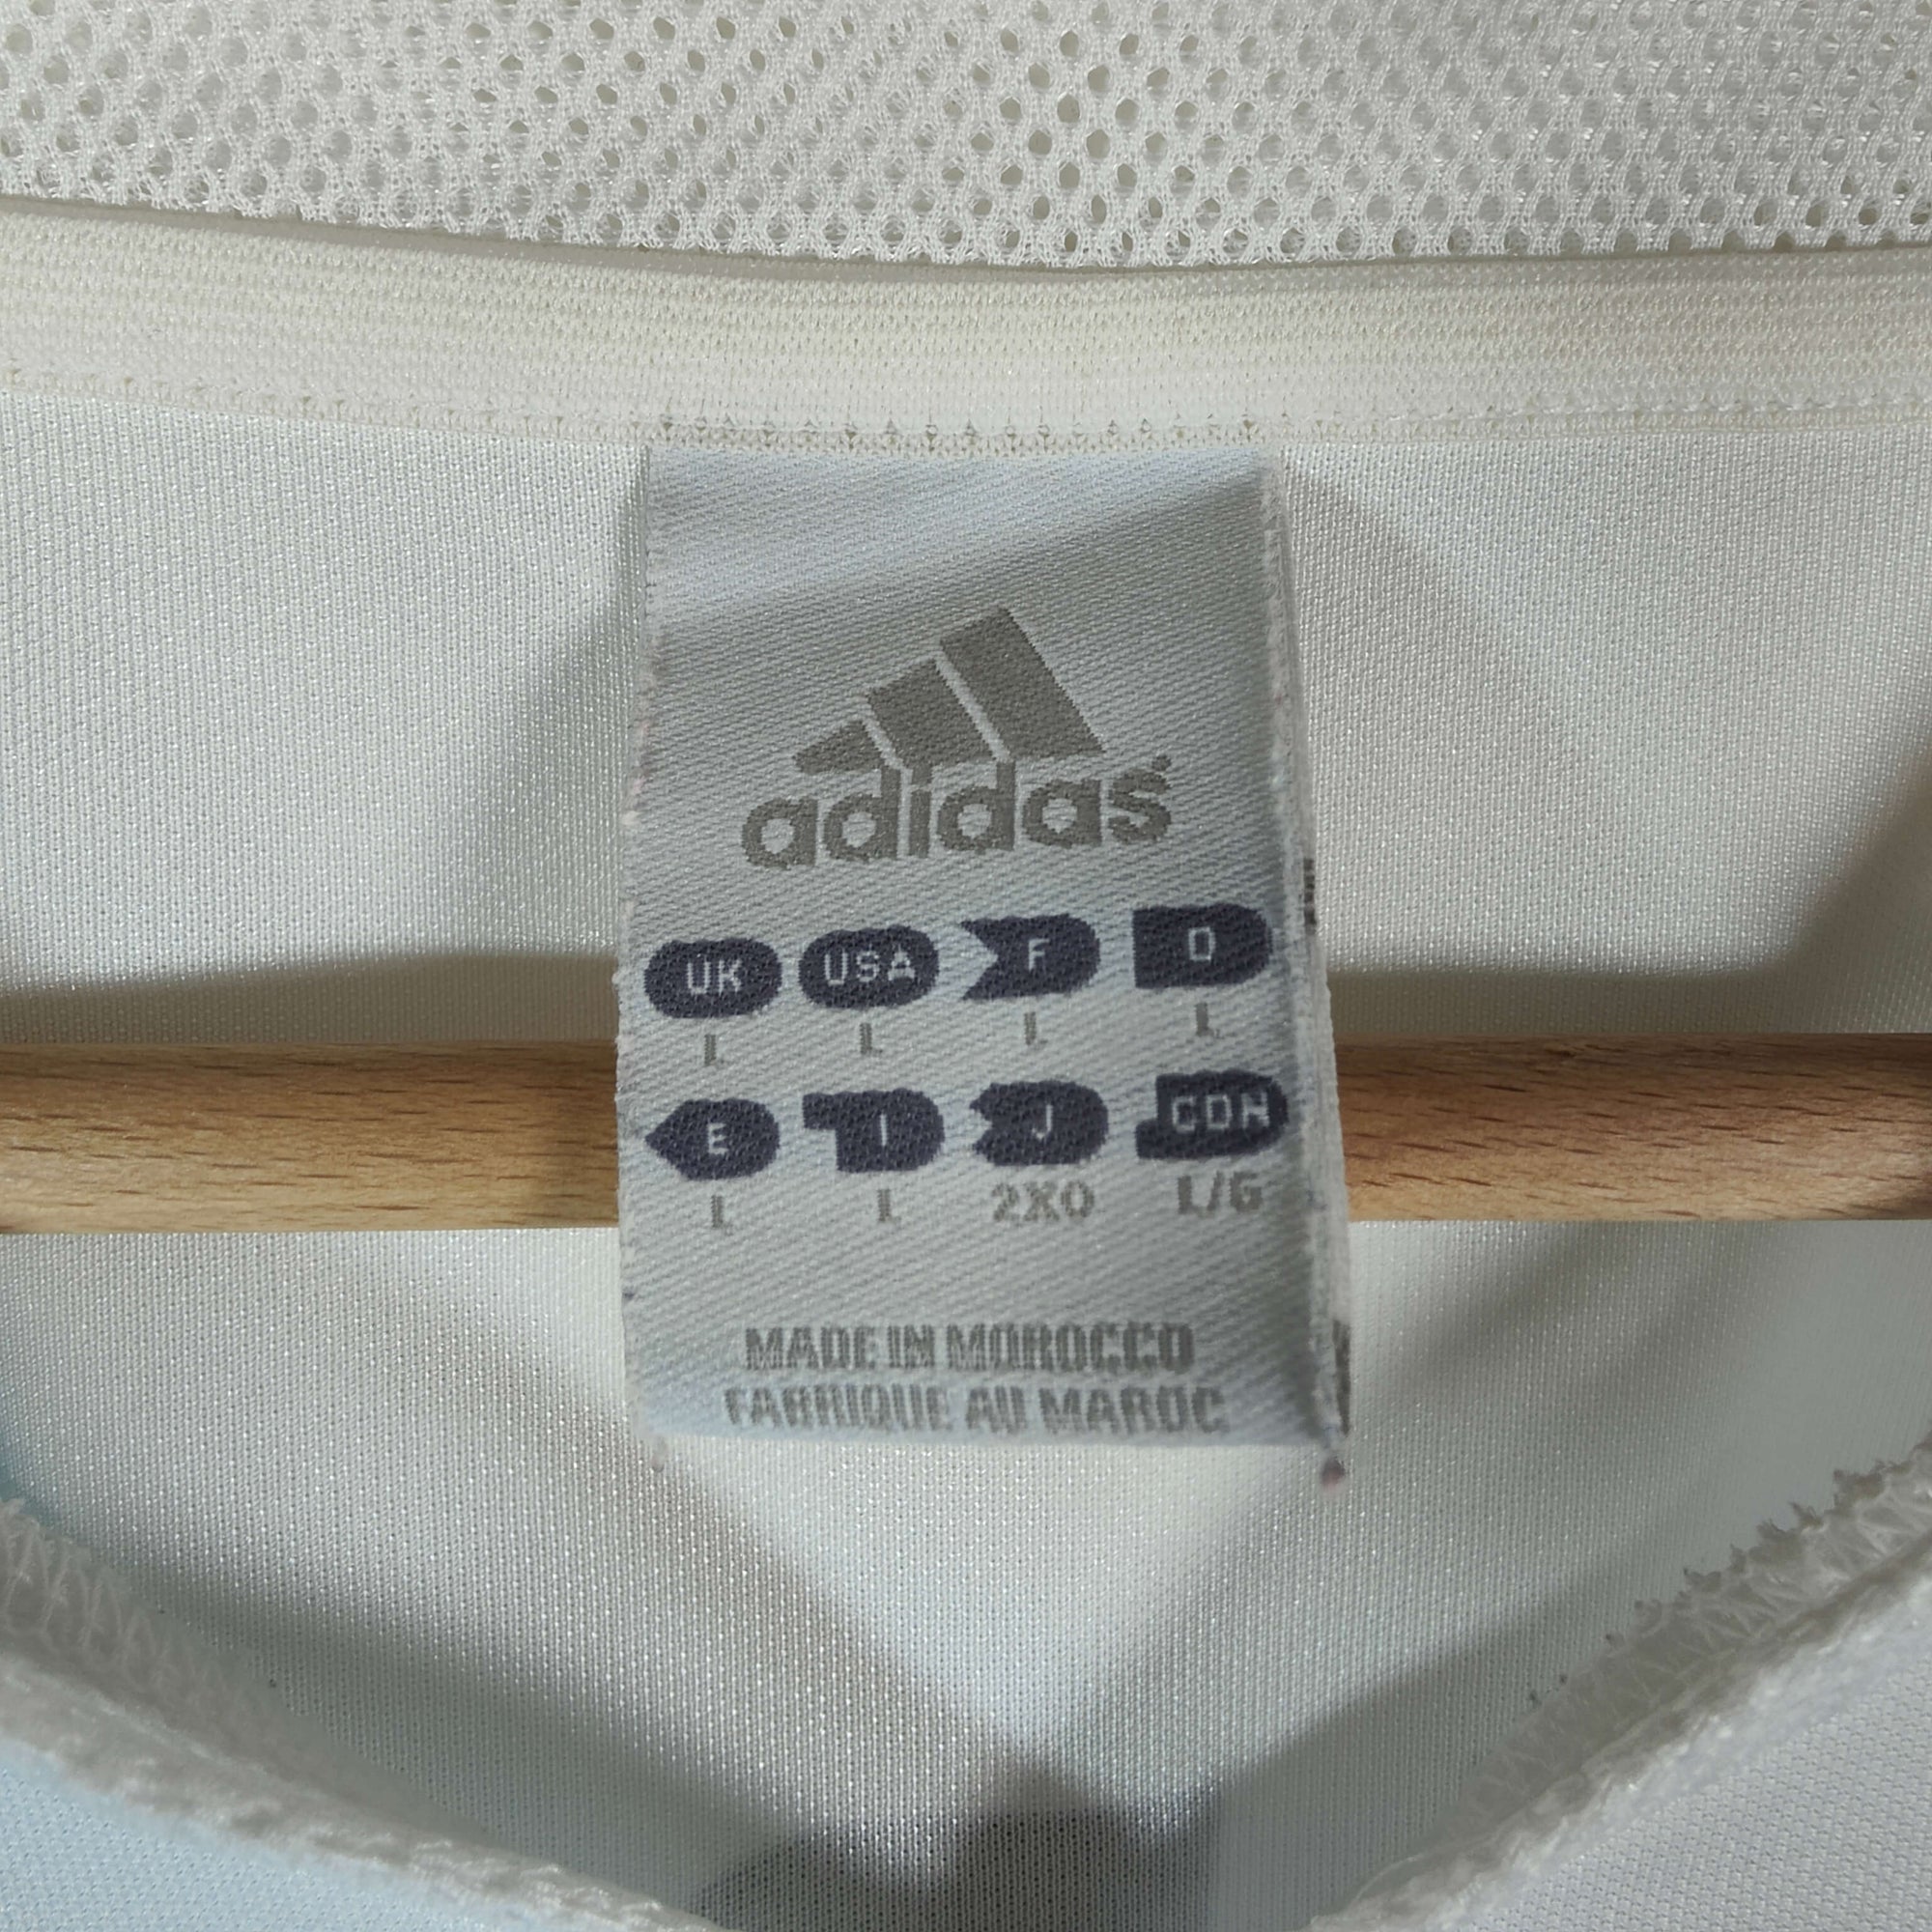 adidas
UK USA F D
L L L L
E I J CDN
L L 2XO L/G
MADE IN MOROCCO
FABRIQUE AU MAROC